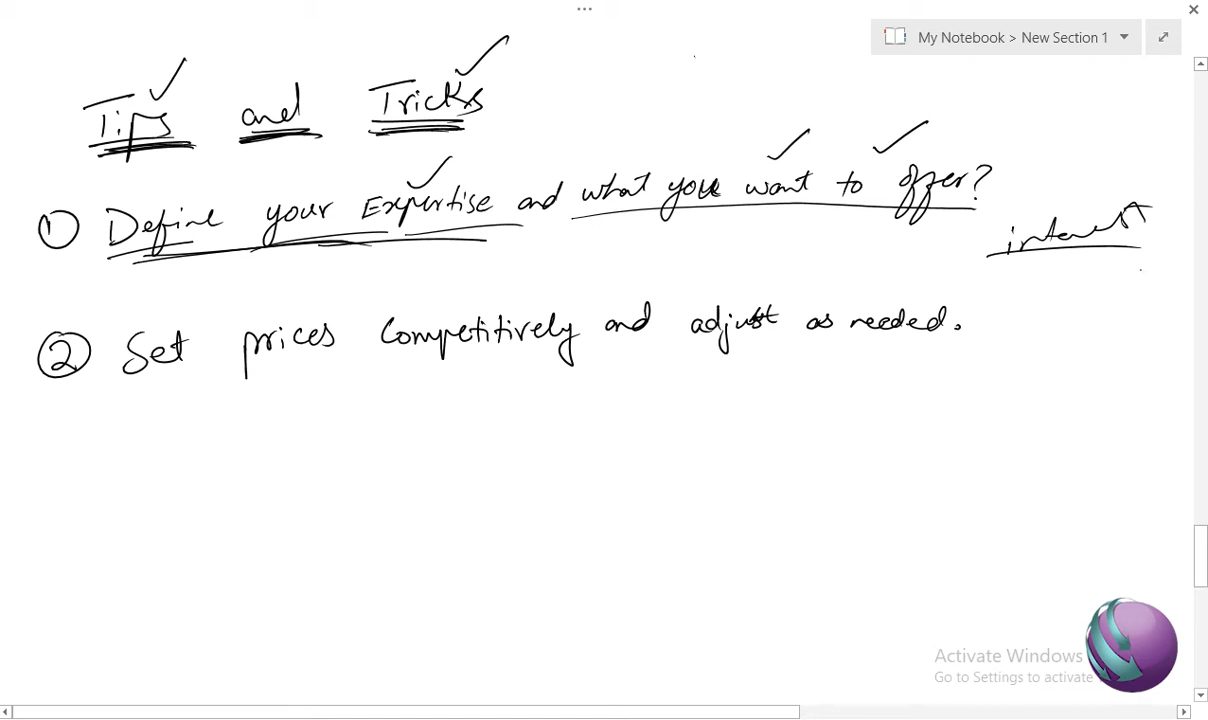 My Notebook > New Section 1
Tips and Tricks
① Define your Expertise and what you want to offer?
interest
② Set prices Competitively and adjust as needed.
Activate Windows
Go to Settings to activate